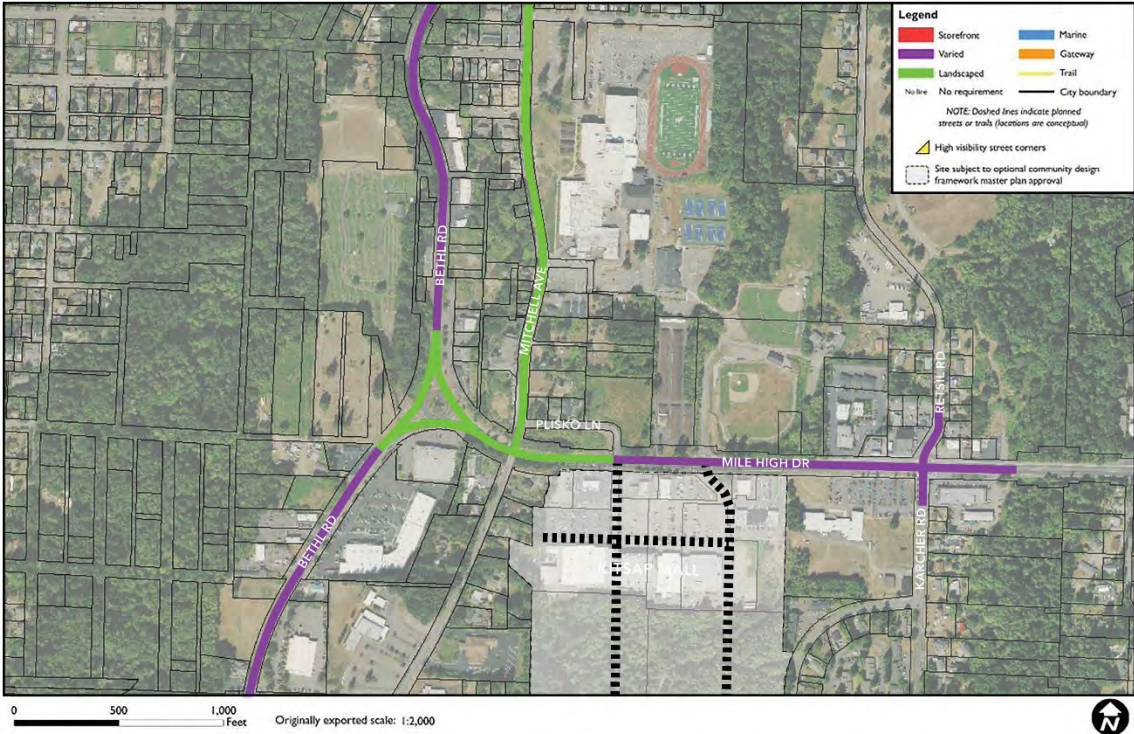 Legend
Storefront
Varied
Landscaped
No line No requirement
Marine
Gateway
Trail
City boundary
NOTE: Dashed lines indicate planned
streets or trails (locations are conceptual)
High visibility street corners
Site subject to optional community design
framework master plan approval
BETHL RD
MITCHELL AVE
RETSIL RD
PLISKO LN
MILE HIGH DR
BETHL RD
KARCHER RD
KITSAP MALL
0 500 1,000
Feet
Originally exported scale: 1:2,000
N